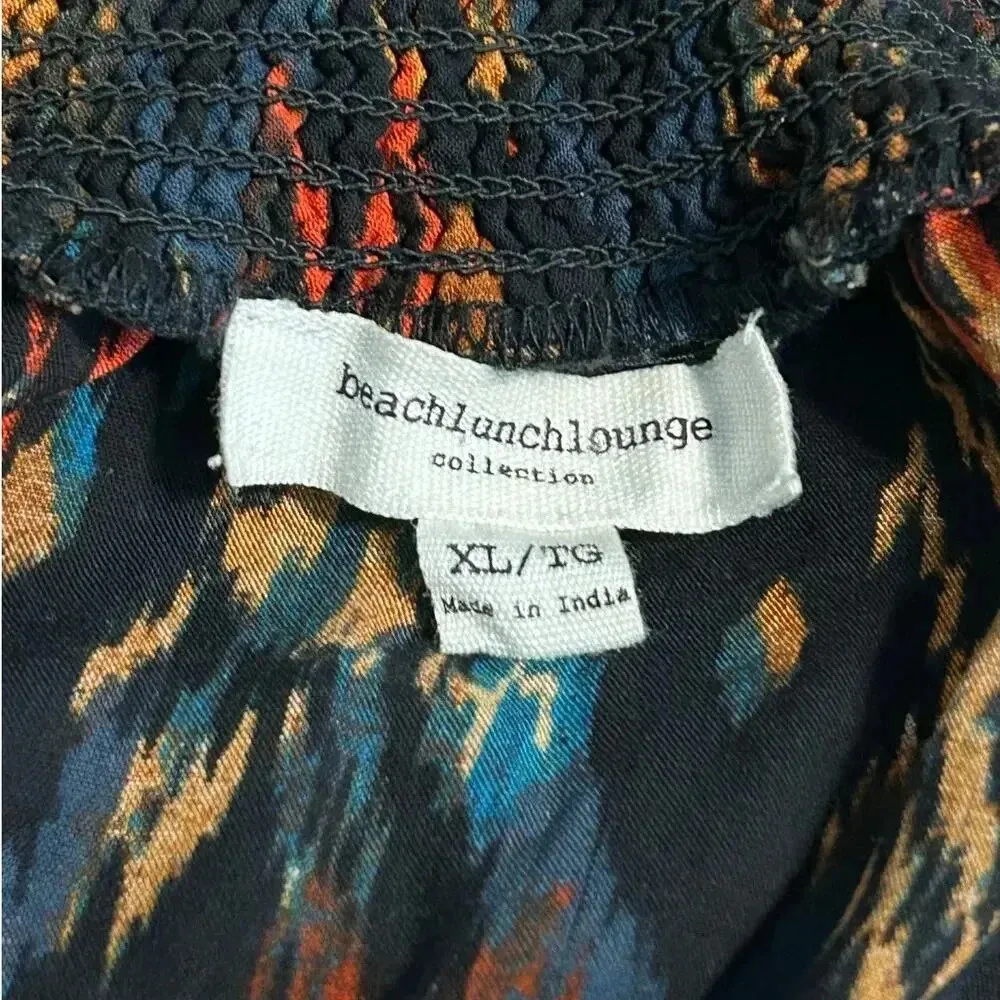 beachlunchlounge
collection
XL/TG
Made in India